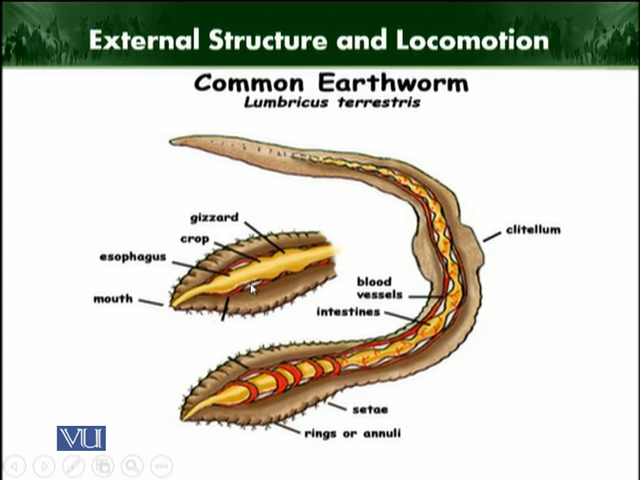 External Structure and Locomotion
Common Earthworm
Lumbricus terrestris
gizzard
crop
esophagus
mouth
clitellum
blood
vessels
intestines
setae
rings or annuli
VU